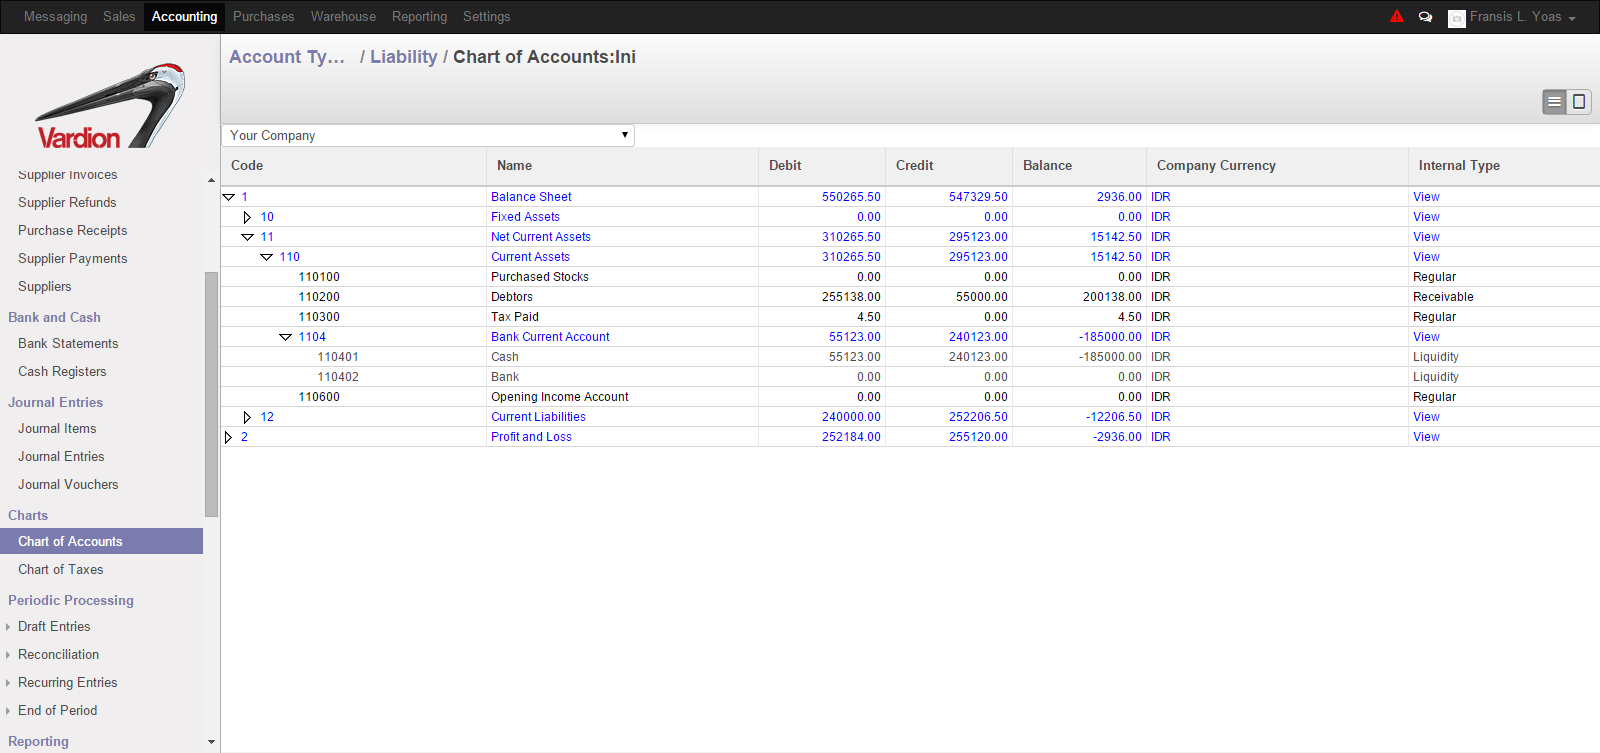 Messaging Sales Accounting Purchases Warehouse Reporting Settings Fransis L. Yoas
Vardion
Supplier Invoices
Supplier Refunds
Purchase Receipts
Supplier Payments
Suppliers
Bank and Cash
Bank Statements
Cash Registers
Journal Entries
Journal Items
Journal Entries
Journal Vouchers
Charts
Chart of Accounts
Chart of Taxes
Periodic Processing
Draft Entries
Reconciliation
Recurring Entries
End of Period
Reporting
Account Ty... / Liability / Chart of Accounts:Ini
Your Company
Code Name Debit Credit Balance Company Currency Internal Type
1 Balance Sheet 550265.50 547329.50 2936.00 IDR View
10 Fixed Assets 0.00 0.00 0.00 IDR View
11 Net Current Assets 310265.50 295123.00 15142.50 IDR View
110 Current Assets 310265.50 295123.00 15142.50 IDR View
110100 Purchased Stocks 0.00 0.00 0.00 IDR Regular
110200 Debtors 255138.00 55000.00 200138.00 IDR Receivable
110300 Tax Paid 4.50 0.00 4.50 IDR Regular
1104 Bank Current Account 55123.00 240123.00 -185000.00 IDR View
110401 Cash 55123.00 240123.00 -185000.00 IDR Liquidity
110402 Bank 0.00 0.00 0.00 IDR Liquidity
110600 Opening Income Account 0.00 0.00 0.00 IDR Regular
12 Current Liabilities 240000.00 252206.50 -12206.50 IDR View
2 Profit and Loss 252184.00 255120.00 -2936.00 IDR View